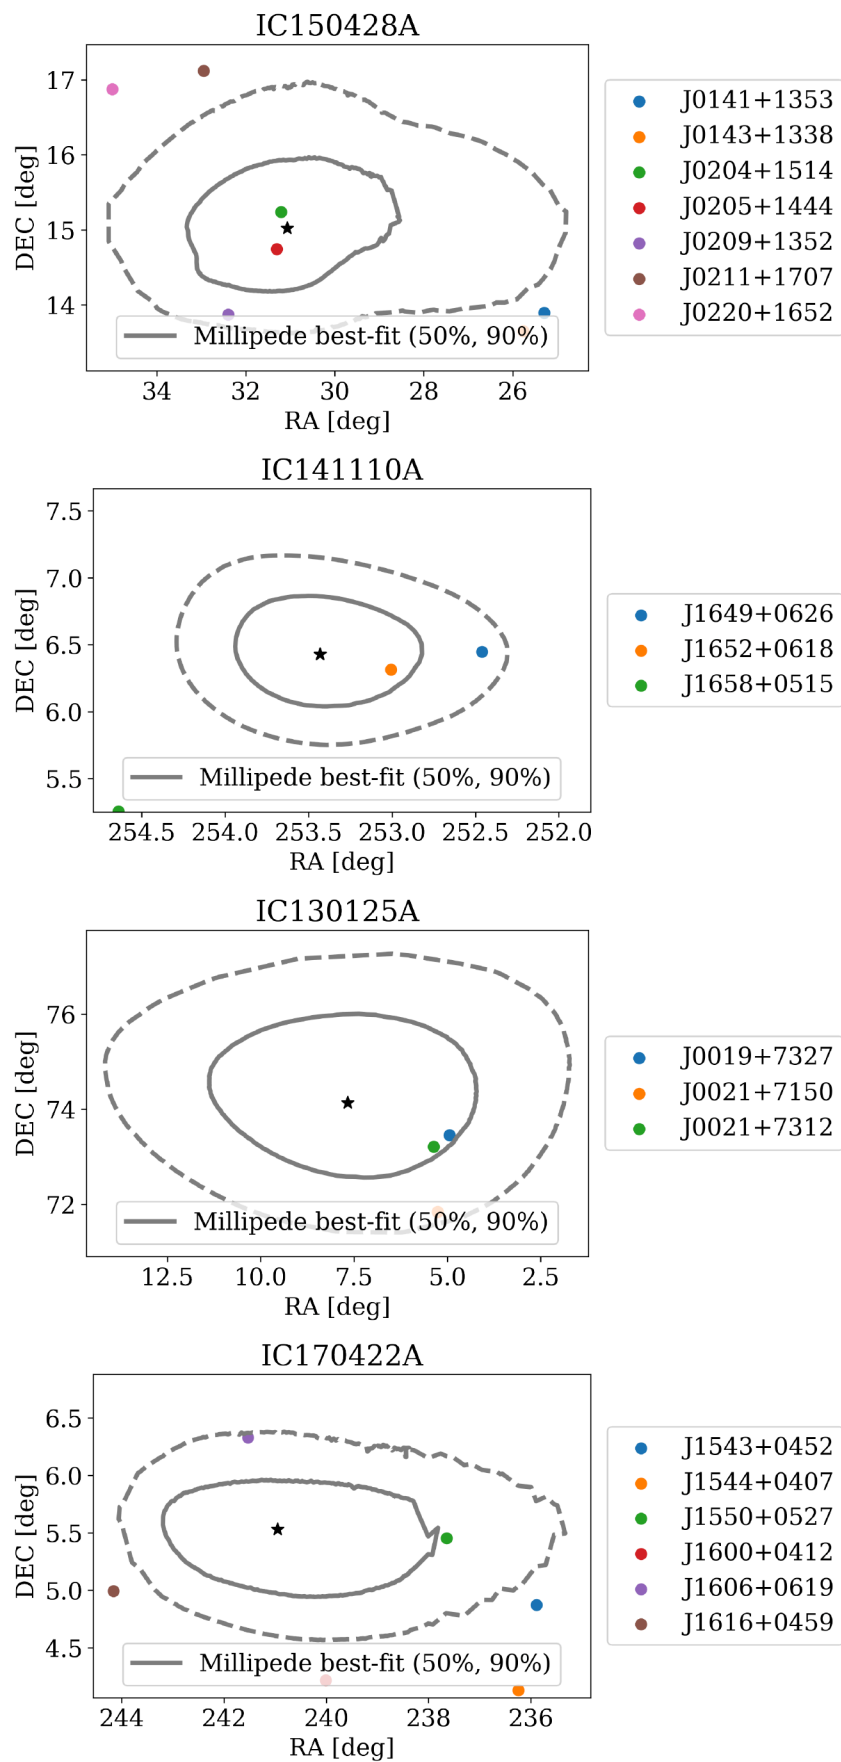 IC150428A
17
16
15
14
DEC [deg]
34 32 30 28 26
RA [deg]
Millipede best-fit (50%, 90%)
J0141+1353
J0143+1338
J0204+1514
J0205+1444
J0209+1352
J0211+1707
J0220+1652
IC141110A
7.5
7.0
6.5
6.0
5.5
DEC [deg]
254.5 254.0 253.5 253.0 252.5 252.0
RA [deg]
Millipede best-fit (50%, 90%)
J1649+0626
J1652+0618
J1658+0515
IC130125A
76
74
72
DEC [deg]
12.5 10.0 7.5 5.0 2.5
RA [deg]
Millipede best-fit (50%, 90%)
J0019+7327
J0021+7150
J0021+7312
IC170422A
6.5
6.0
5.5
5.0
4.5
DEC [deg]
244 242 240 238 236
RA [deg]
Millipede best-fit (50%, 90%)
J1543+0452
J1544+0407
J1550+0527
J1600+0412
J1606+0619
J1616+0459